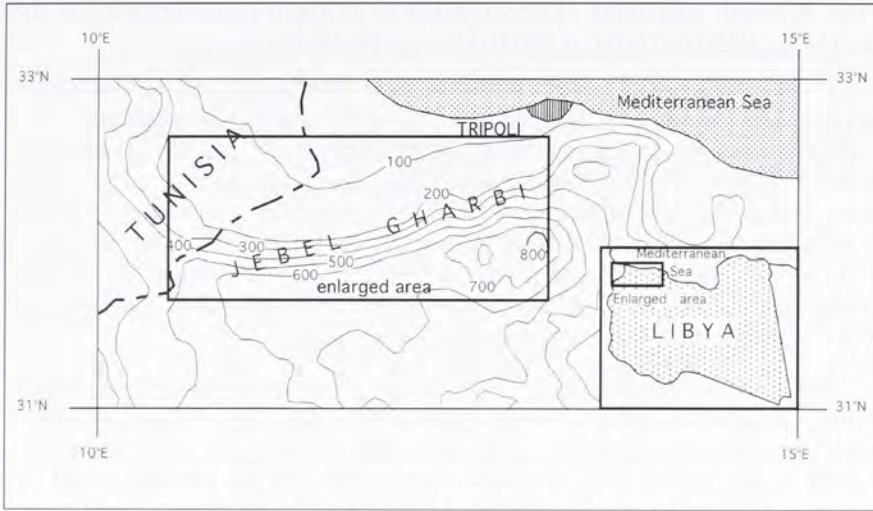 10°E
15°E
33°N
33°N
Mediterranean Sea
TRIPOLI
TUNISIA
100
200
JEBEL GHARBI
400
300
500
600
800
700
enlarged area
Mediterranean
Sea
Enlarged area
LIBYA
31°N
31°N
10°E
15°E